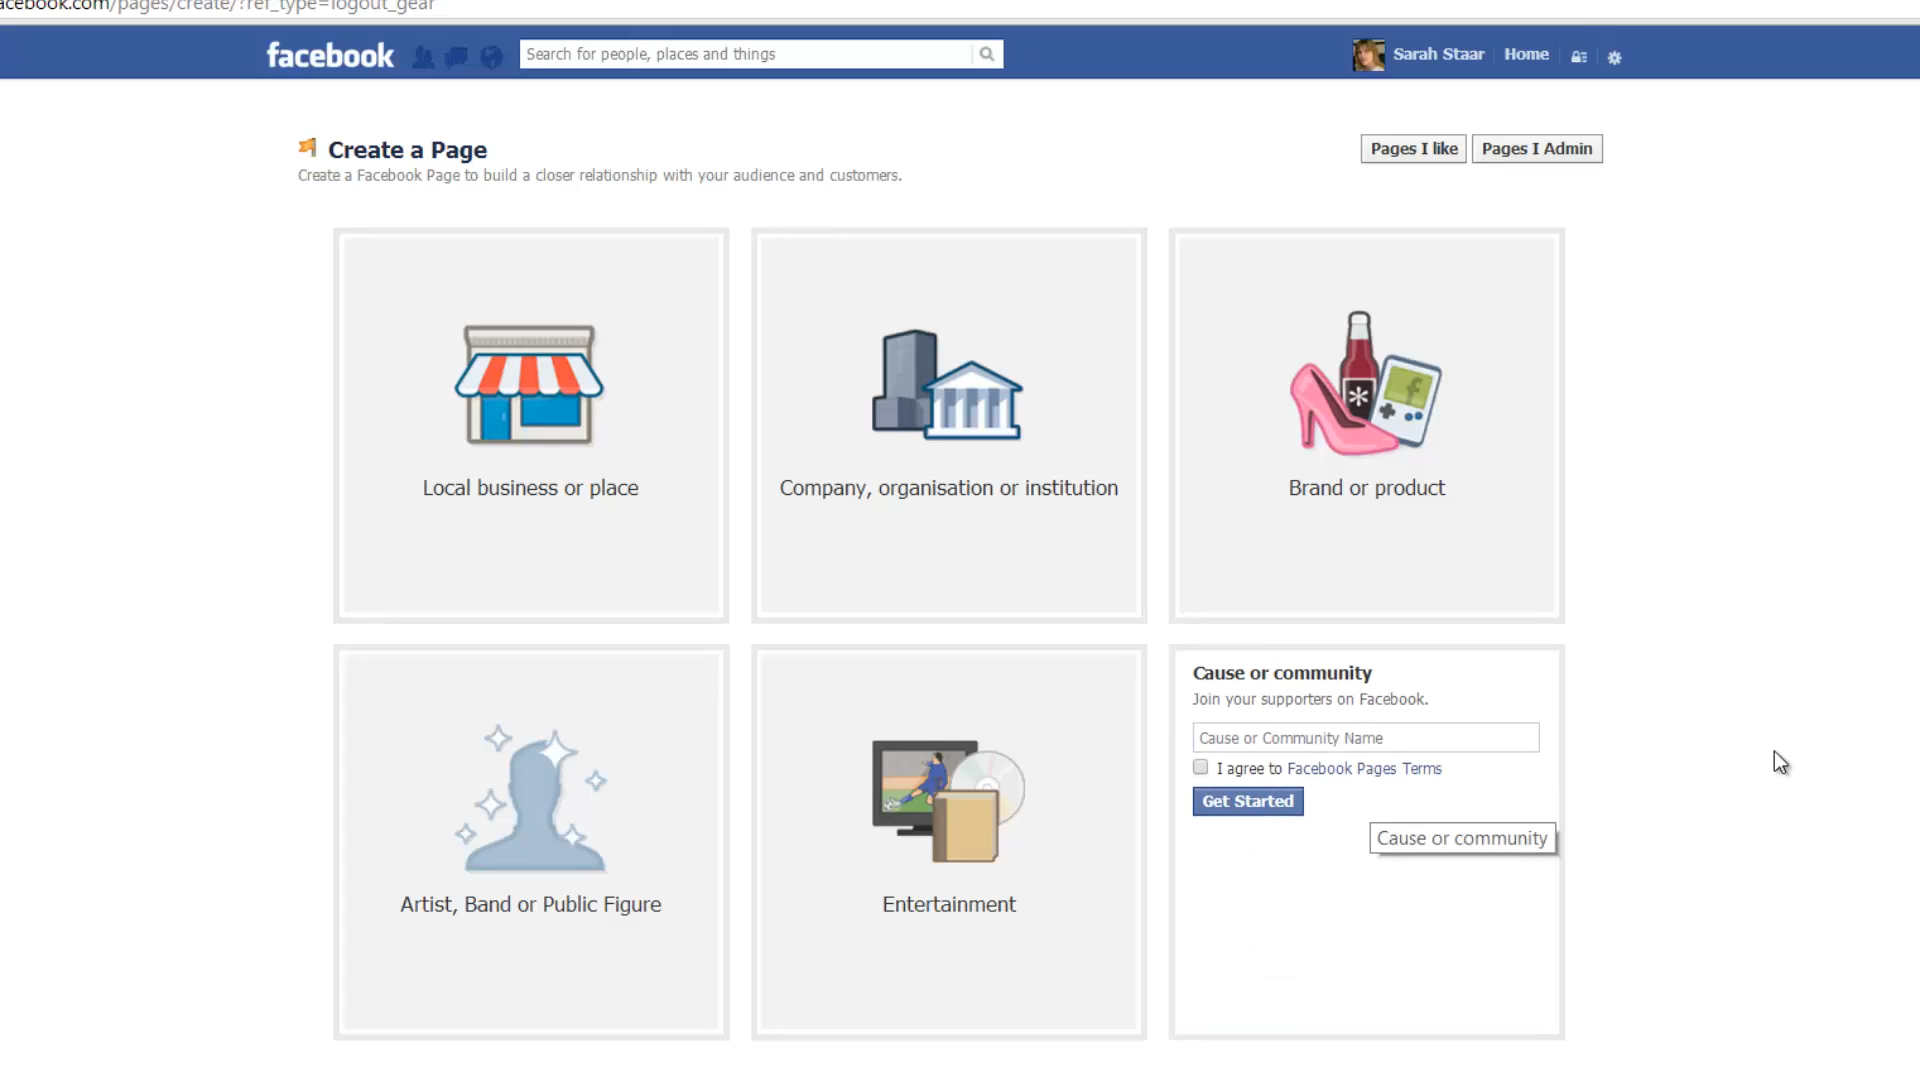 acebook.com/pages/create/?ref_type=logout_gear
facebook Search for people, places and things Sarah Staar Home
Create a Page Pages I like Pages I Admin
Create a Facebook Page to build a closer relationship with your audience and customers.
Local business or place
Company, organisation or institution
Brand or product
Artist, Band or Public Figure
Entertainment
Cause or community
Join your supporters on Facebook.
Cause or Community Name
I agree to Facebook Pages Terms
Get Started
Cause or community